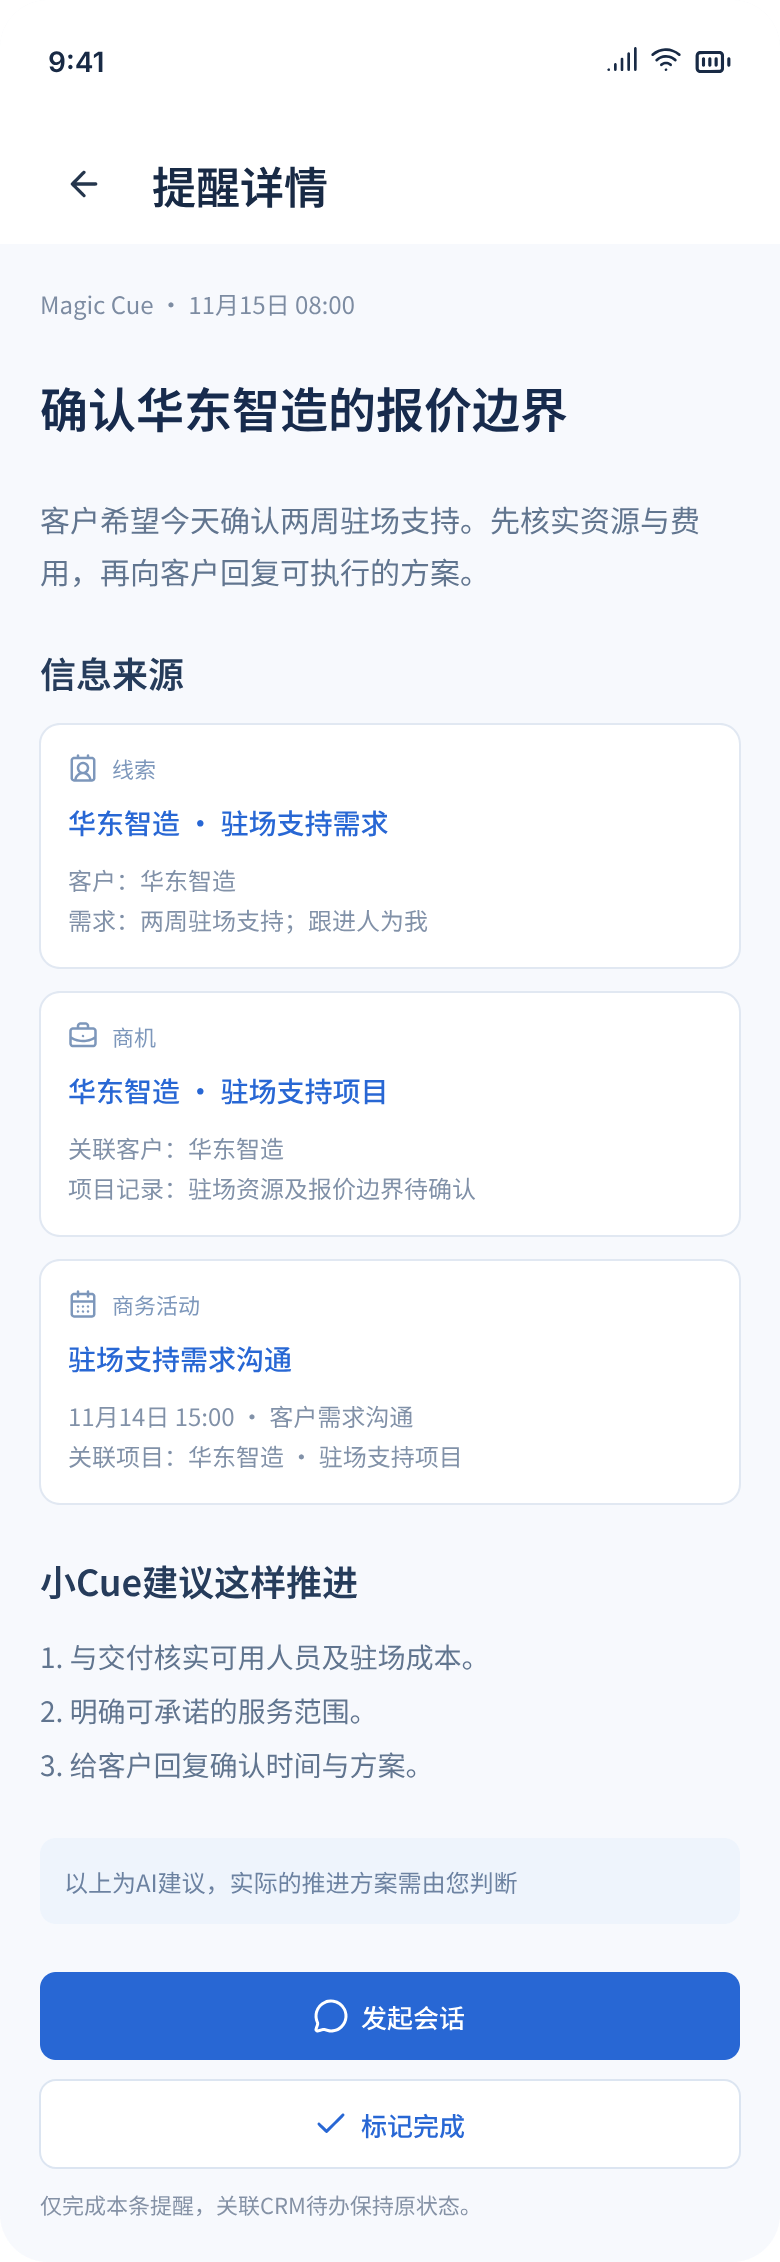 9:41
提醒详情
Magic Cue • 11月15日 08:00
确认华东智造的报价边界
客户希望今天确认两周驻场支持。先核实资源与费
用，再向客户回复可执行的方案。
信息来源
线索
华东智造 • 驻场支持需求
客户：华东智造
需求：两周驻场支持；跟进人为我
商机
华东智造 • 驻场支持项目
关联客户：华东智造
项目记录：驻场资源及报价边界待确认
商务活动
驻场支持需求沟通
11月14日 15:00 • 客户需求沟通
关联项目：华东智造 • 驻场支持项目
小Cue建议这样推进
1. 与交付核实可用人员及驻场成本。
2. 明确可承诺的服务范围。
3. 给客户回复确认时间与方案。
以上为AI建议，实际的推进方案需由您判断
发起会话
标记完成
仅完成本条提醒，关联CRM待办保持原状态。